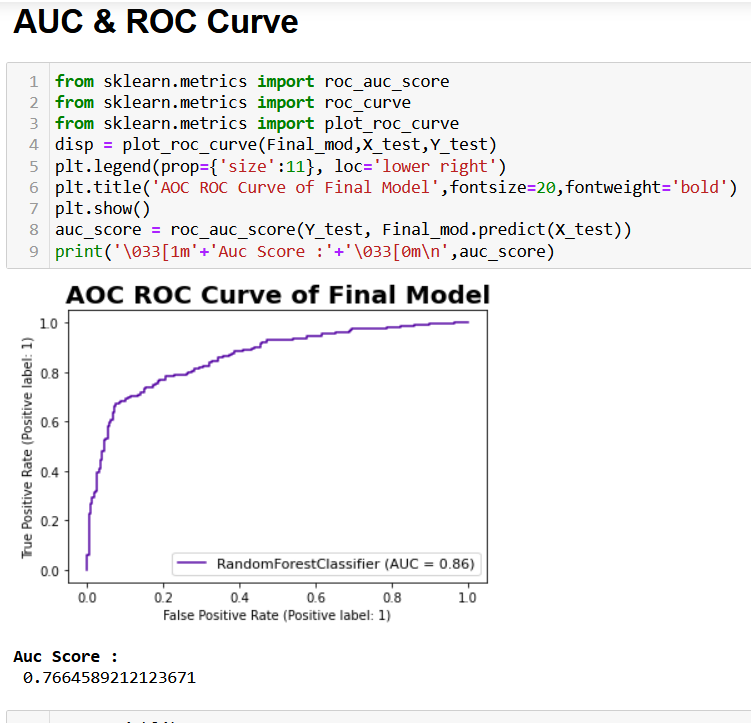 AUC & ROC Curve
1 from sklearn.metrics import roc_auc_score
2 from sklearn.metrics import roc_curve
3 from sklearn.metrics import plot_roc_curve
4 disp = plot_roc_curve(Final_mod,X_test,Y_test)
5 plt.legend(prop={'size':11}, loc='lower right')
6 plt.title('AOC ROC Curve of Final Model',fontsize=20,fontweight='bold')
7 plt.show()
8 auc_score = roc_auc_score(Y_test, Final_mod.predict(X_test))
9 print('\033[1m'+'Auc Score :'+'\033[0m\n',auc_score)
AOC ROC Curve of Final Model
True Positive Rate (Positive label: 1)
1.0
0.8
0.6
0.4
0.2
0.0
RandomForestClassifier (AUC = 0.86)
0.0 0.2 0.4 0.6 0.8 1.0
False Positive Rate (Positive label: 1)
Auc Score :
0.7664589212123671